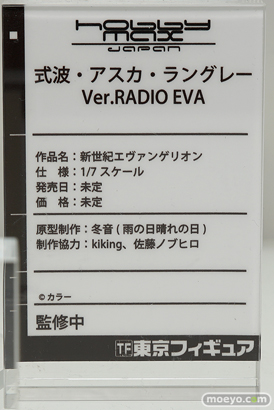 HOBBY
MAX
JAPAN
式波・アスカ・ラングレー
Ver.RADIO EVA
作品名：新世紀エヴァンゲリオン
仕　様：1/7 スケール
発売日：未定
価　格：未定
原型制作：冬音（雨の日晴れの日）
制作協力：kiking、佐藤ノブヒロ
©カラー
監修中
TF東京フィギュア
moeyo.com